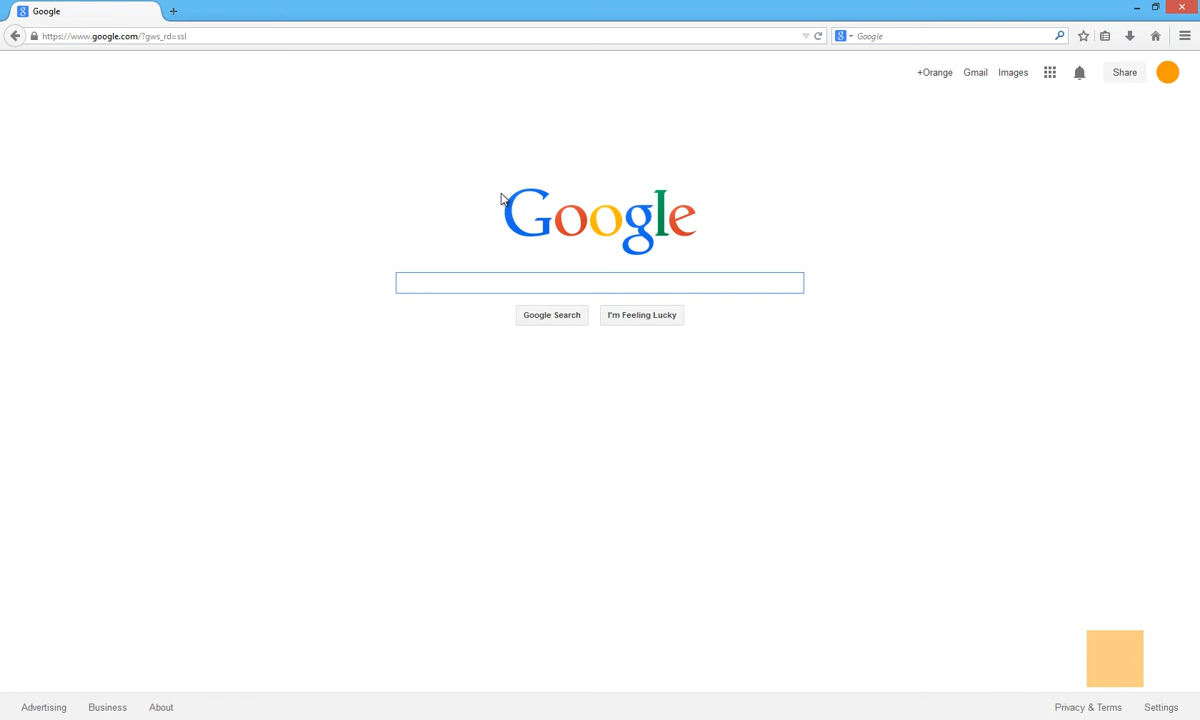 Google
https://www.google.com/?gws_rd=ssl
Google
+Orange Gmail Images Share
Google
Google Search I'm Feeling Lucky
Advertising Business About Privacy & Terms Settings